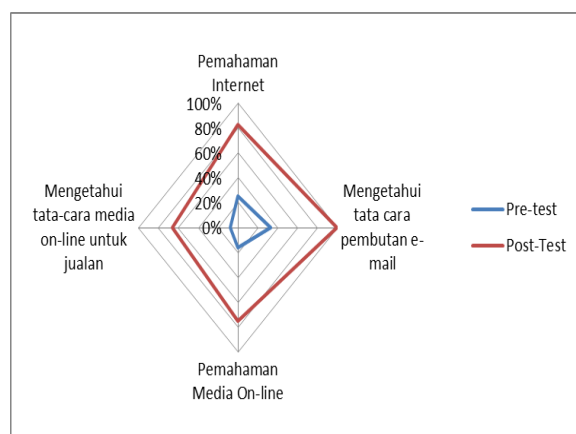 Pemahaman
Internet
100%
80%
60%
40%
20%
0%
Mengetahui
tata-cara media
on-line untuk
jualan
Mengetahui
tata cara
pembutan e-
mail
Pre-test
Post-Test
Pemahaman
Media On-line